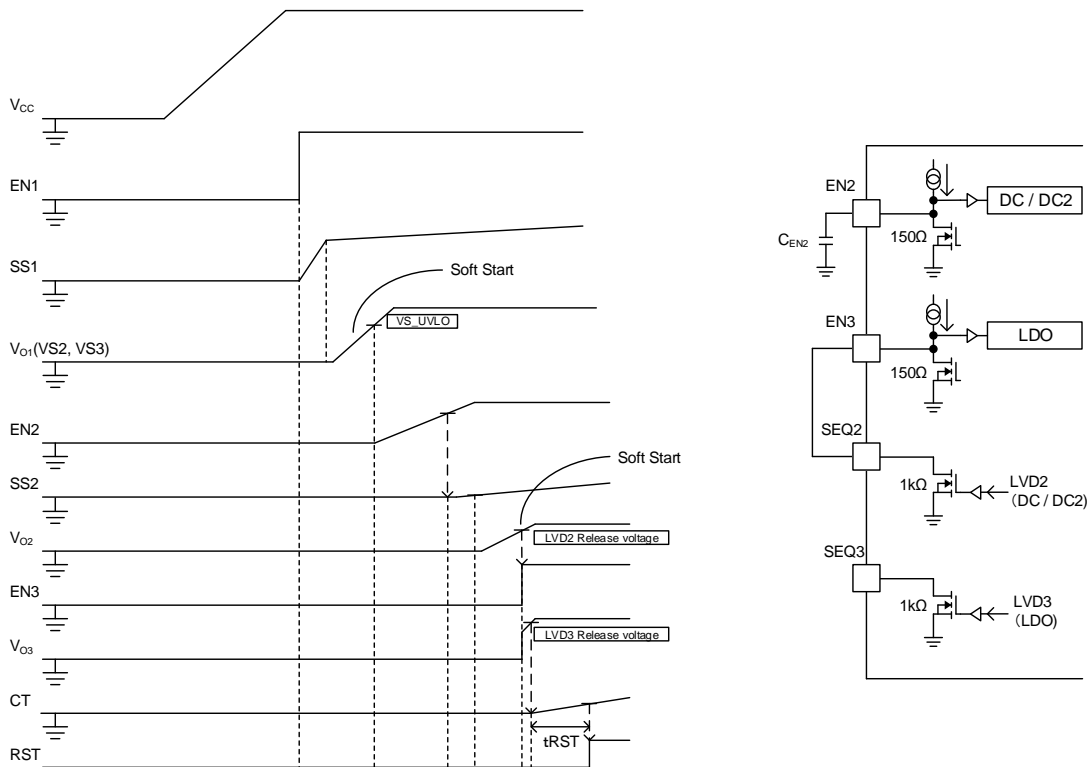 VCC
EN1
SS1
Soft Start
VS_UVLO
VO1(VS2, VS3)
EN2
SS2
Soft Start
VO2
LVD2 Release voltage
EN3
VO3
LVD3 Release voltage
CT
tRST
RST
EN2
DC / DC2
CEN2
150Ω
EN3
LDO
150Ω
SEQ2
1kΩ
LVD2
(DC / DC2)
SEQ3
1kΩ
LVD3
(LDO)